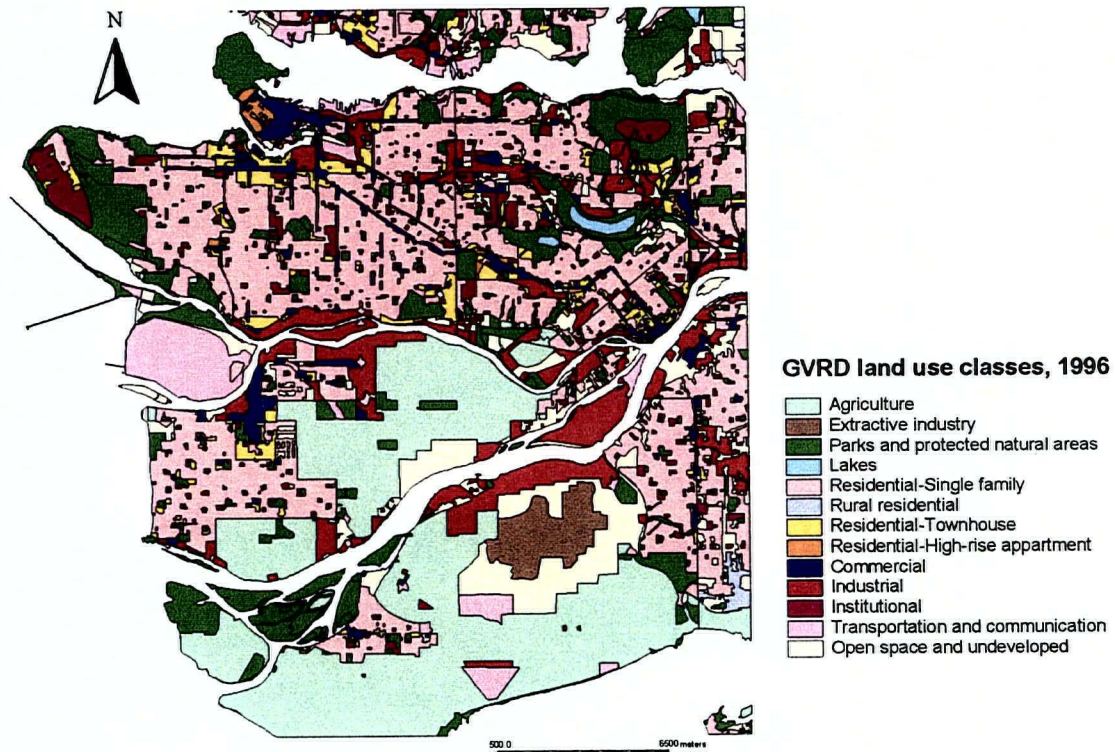 N
GVRD land use classes, 1996
Agriculture
Extractive industry
Parks and protected natural areas
Lakes
Residential-Single family
Rural residential
Residential-Townhouse
Residential-High-rise appartment
Commercial
Industrial
Institutional
Transportation and communication
Open space and undeveloped
500 0 6500 meters